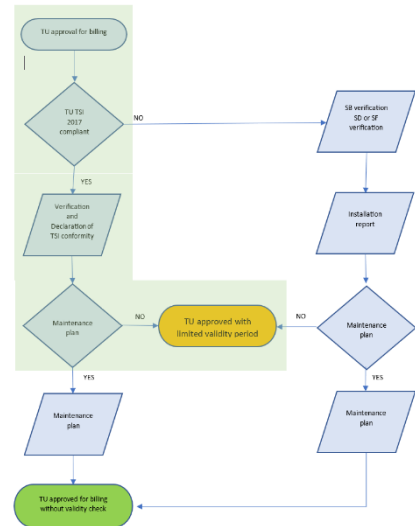 TU approval for billing
TU TSI
2017
compliant
NO
SB verification
SD or SF
verification
YES
Verification
and
Declaration of
TSI conformity
Installation
report
Maintenance
plan
NO
TU approved with
limited validity period
NO
Maintenance
plan
YES
YES
Maintenance
plan
Maintenance
plan
TU approved for billing
without validity check